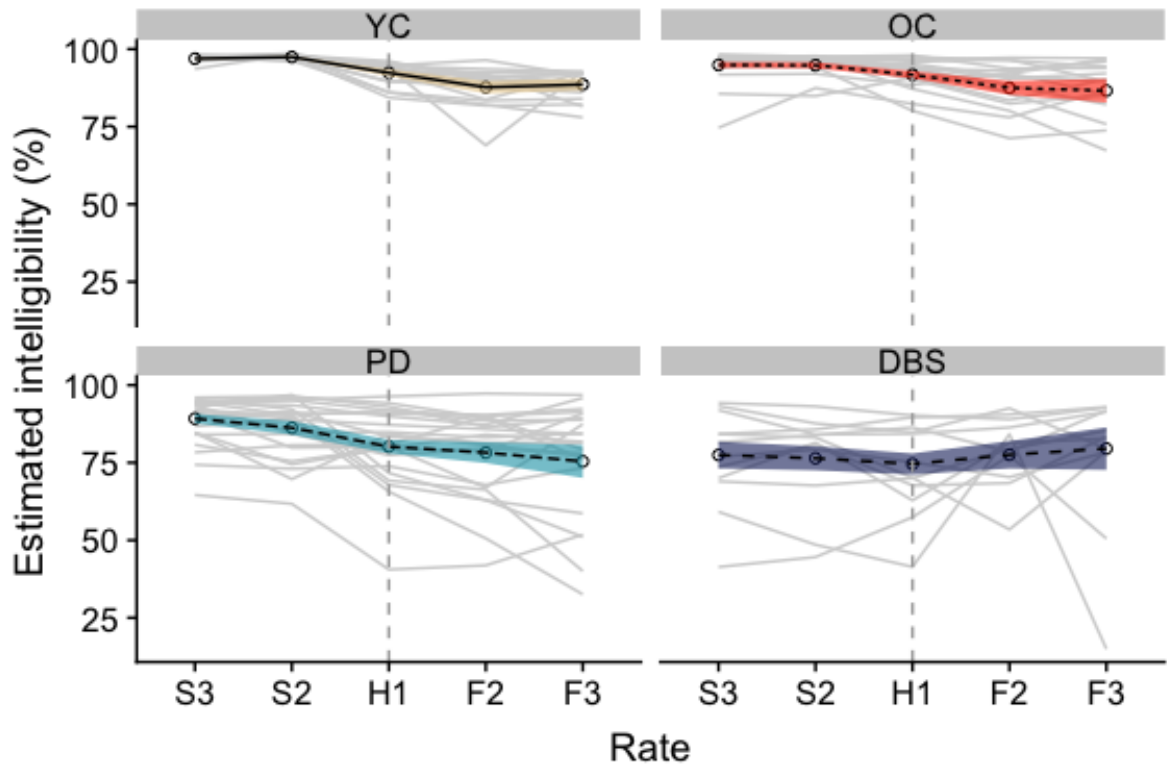 YC
OC
100
75
50
25
PD
DBS
100
75
50
25
S3 S2 H1 F2 F3
S3 S2 H1 F2 F3
Rate
Estimated intelligibility (%)